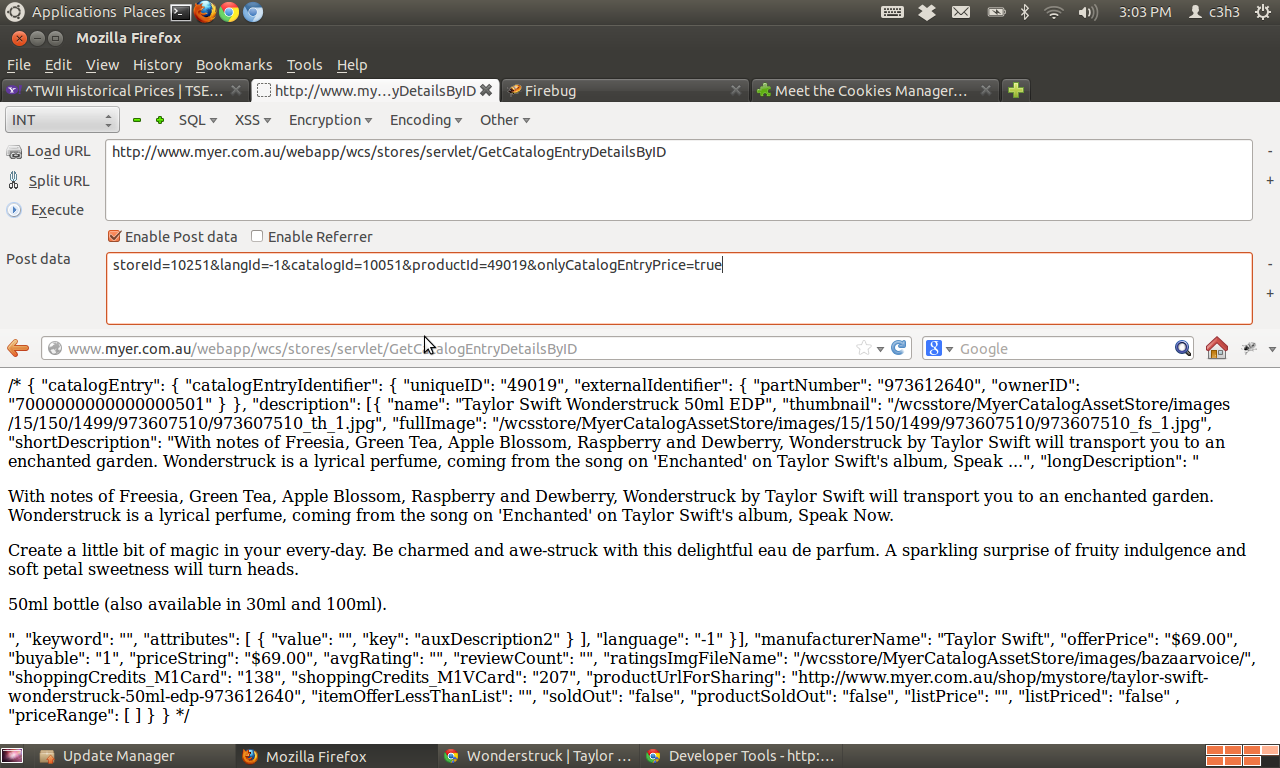 Applications Places 3:03 PM c3h3
Mozilla Firefox
File Edit View History Bookmarks Tools Help
^TWII Historical Prices | TSE... http://www.my...yDetailsByID Firebug Meet the Cookies Manager...
INT SQL XSS Encryption Encoding Other
Load URL http://www.myer.com.au/webapp/wcs/stores/servlet/GetCatalogEntryDetailsByID -
Split URL +
Execute
Enable Post data Enable Referrer
Post data storeId=10251&langId=-1&catalogId=10051&productId=49019&onlyCatalogEntryPrice=true -
+
www.myer.com.au/webapp/wcs/stores/servlet/GetCatalogEntryDetailsByID Google
/* { "catalogEntry": { "catalogEntryIdentifier": { "uniqueID": "49019", "externalIdentifier": { "partNumber": "973612640", "ownerID":
"7000000000000000501" } }, "description": [{ "name": "Taylor Swift Wonderstruck 50ml EDP", "thumbnail": "/wcsstore/MyerCatalogAssetStore/images
/15/150/1499/973607510/973607510_th_1.jpg", "fullImage": "/wcsstore/MyerCatalogAssetStore/images/15/150/1499/973607510/973607510_fs_1.jpg",
"shortDescription": "With notes of Freesia, Green Tea, Apple Blossom, Raspberry and Dewberry, Wonderstruck by Taylor Swift will transport you to an
enchanted garden. Wonderstruck is a lyrical perfume, coming from the song on 'Enchanted' on Taylor Swift's album, Speak ...", "longDescription": "
With notes of Freesia, Green Tea, Apple Blossom, Raspberry and Dewberry, Wonderstruck by Taylor Swift will transport you to an enchanted garden.
Wonderstruck is a lyrical perfume, coming from the song on 'Enchanted' on Taylor Swift's album, Speak Now.
Create a little bit of magic in your every-day. Be charmed and awe-struck with this delightful eau de parfum. A sparkling surprise of fruity indulgence and
soft petal sweetness will turn heads.
50ml bottle (also available in 30ml and 100ml).
", "keyword": "", "attributes": [ { "value": "", "key": "auxDescription2" } ], "language": "-1" }], "manufacturerName": "Taylor Swift", "offerPrice": "$69.00",
"buyable": "1", "priceString": "$69.00", "avgRating": "", "reviewCount": "", "ratingsImgFileName": "/wcsstore/MyerCatalogAssetStore/images/bazaarvoice/",
"shoppingCredits_M1Card": "138", "shoppingCredits_M1VCard": "207", "productUrlForSharing": "http://www.myer.com.au/shop/mystore/taylor-swift-
wonderstruck-50ml-edp-973612640", "itemOfferLessThanList": "", "soldOut": "false", "productSoldOut": "false", "listPrice": "", "listPriced": "false" ,
"priceRange": [ ] } } */
Update Manager Mozilla Firefox Wonderstruck | Taylor ... Developer Tools - http:...